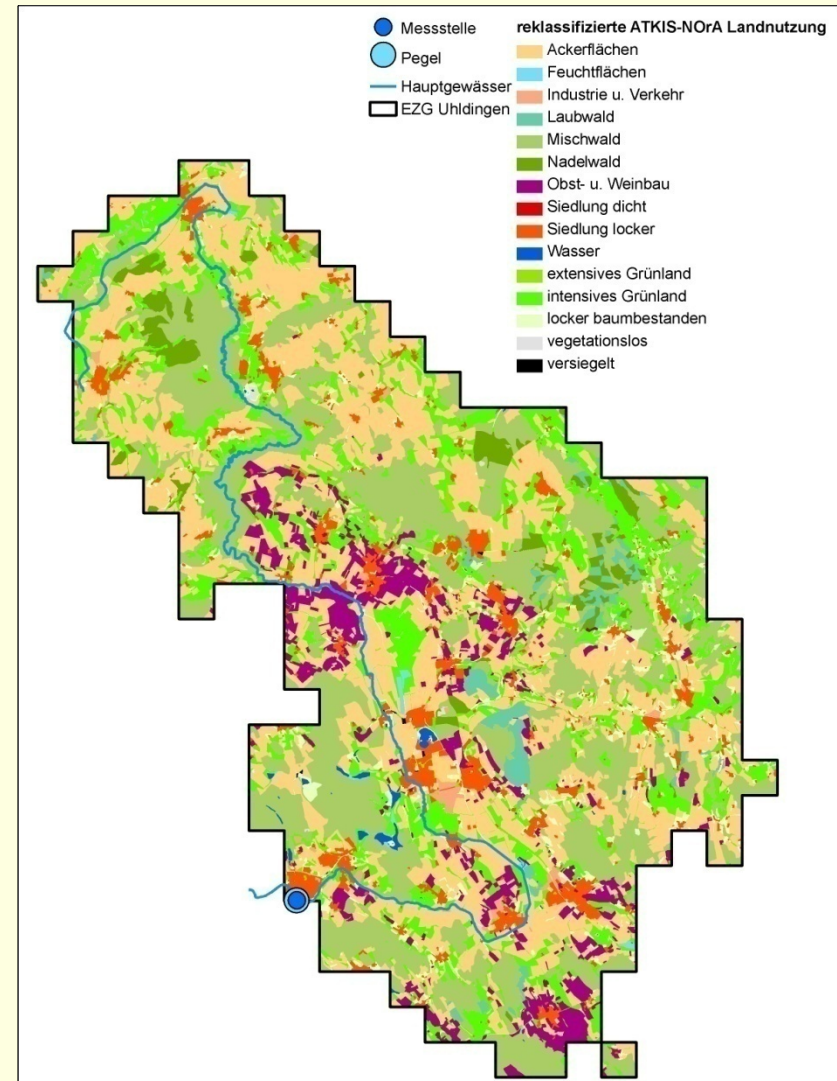 Messstelle
Pegel
Hauptgewässer
EZG Uhldingen
reklassifizierte ATKIS-NOrA Landnutzung
Ackerflächen
Feuchtflächen
Industrie u. Verkehr
Laubwald
Mischwald
Nadelwald
Obst- u. Weinbau
Siedlung dicht
Siedlung locker
Wasser
extensives Grünland
intensives Grünland
locker baumbestanden
vegetationslos
versiegelt